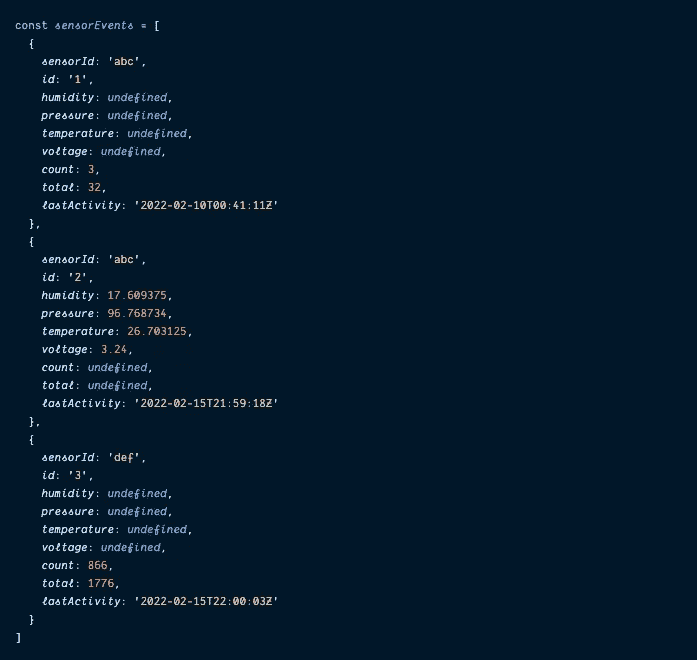 const sensorEvents = [
  {
    sensorId: 'abc',
    id: '1',
    humidity: undefined,
    pressure: undefined,
    temperature: undefined,
    voltage: undefined,
    count: 3,
    total: 32,
    lastActivity: '2022-02-10T00:41:11Z'
  },
  {
    sensorId: 'abc',
    id: '2',
    humidity: 17.609375,
    pressure: 96.768734,
    temperature: 26.703125,
    voltage: 3.24,
    count: undefined,
    total: undefined,
    lastActivity: '2022-02-15T21:59:18Z'
  },
  {
    sensorId: 'def',
    id: '3',
    humidity: undefined,
    pressure: undefined,
    temperature: undefined,
    voltage: undefined,
    count: 866,
    total: 1776,
    lastActivity: '2022-02-15T22:00:03Z'
  }
]